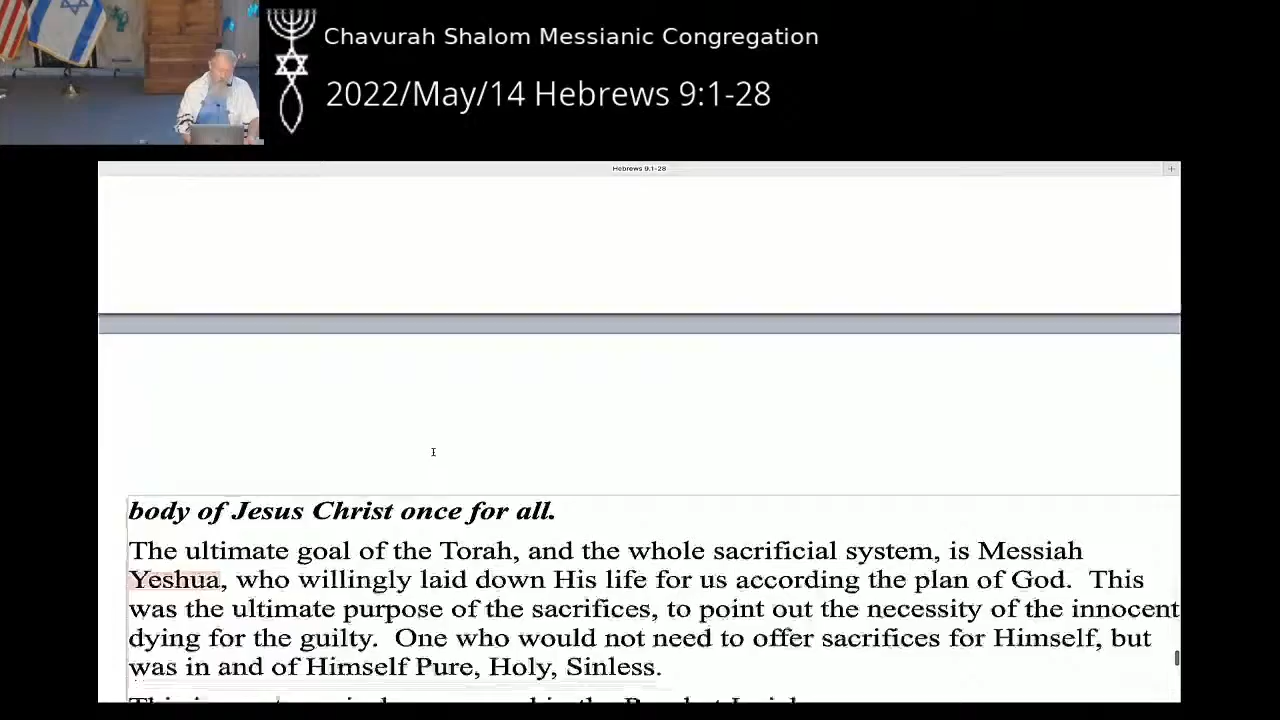 Chavurah Shalom Messianic Congregation
2022/May/14 Hebrews 9:1-28
Hebrews 9.1-28
body of Jesus Christ once for all.
The ultimate goal of the Torah, and the whole sacrificial system, is Messiah
Yeshua, who willingly laid down His life for us according the plan of God.  This
was the ultimate purpose of the sacrifices, to point out the necessity of the innocent
dying for the guilty.  One who would not need to offer sacrifices for Himself, but
was in and of Himself Pure, Holy, Sinless.